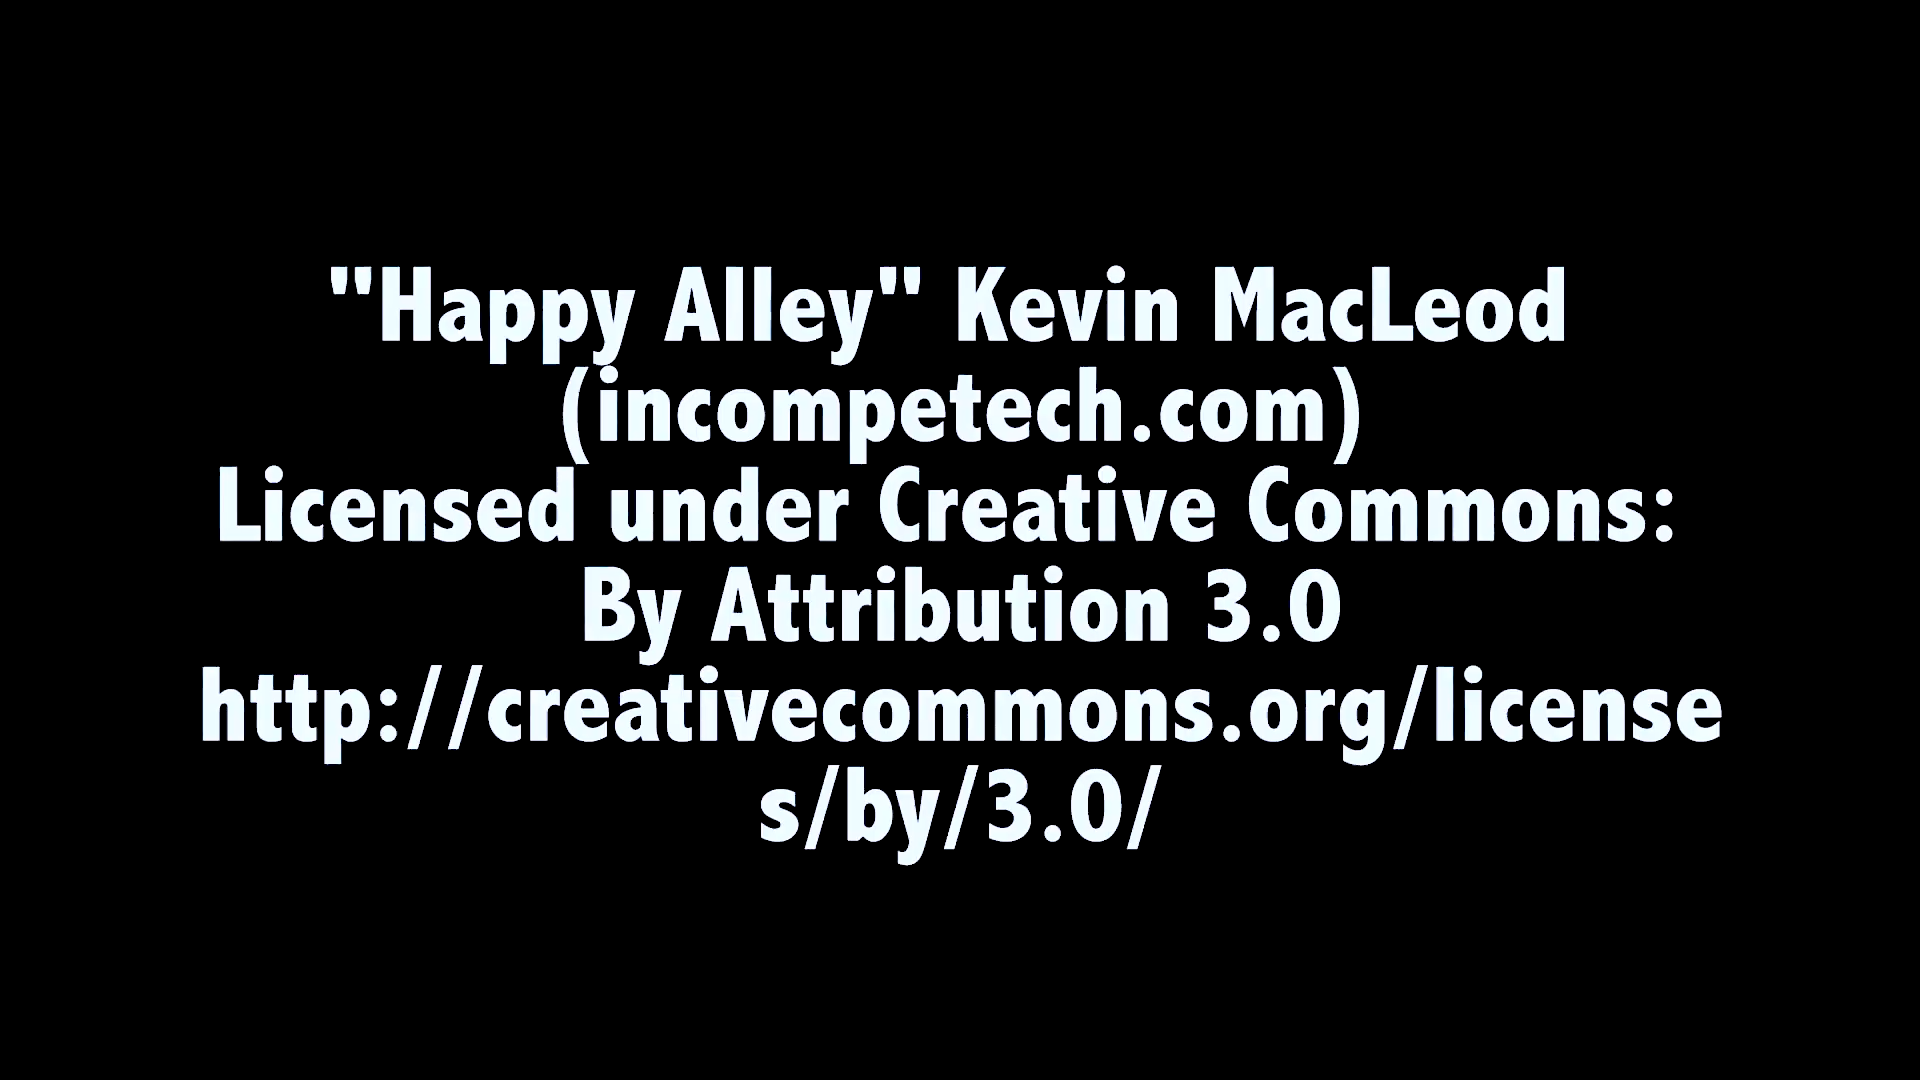 "Happy Alley" Kevin MacLeod
(incompetech.com)
Licensed under Creative Commons:
By Attribution 3.0
http://creativecommons.org/license
s/by/3.0/